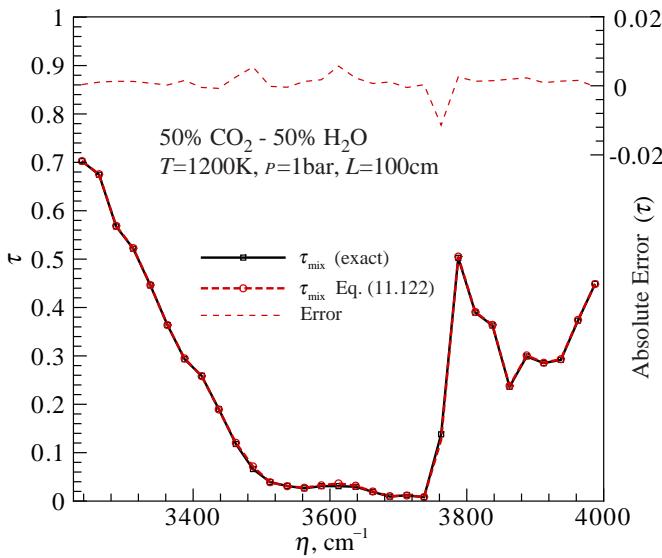 1
0.9
0.8
0.7
0.6
0.5
0.4
0.3
0.2
0.1
0
τ
0.02
0
-0.02
Absolute Error (τ)
50% CO₂ - 50% H₂O
T=1200K, P=1bar, L=100cm
τ_mix (exact)
τ_mix Eq. (11.122)
Error
3400
3600
3800
4000
η, cm⁻¹